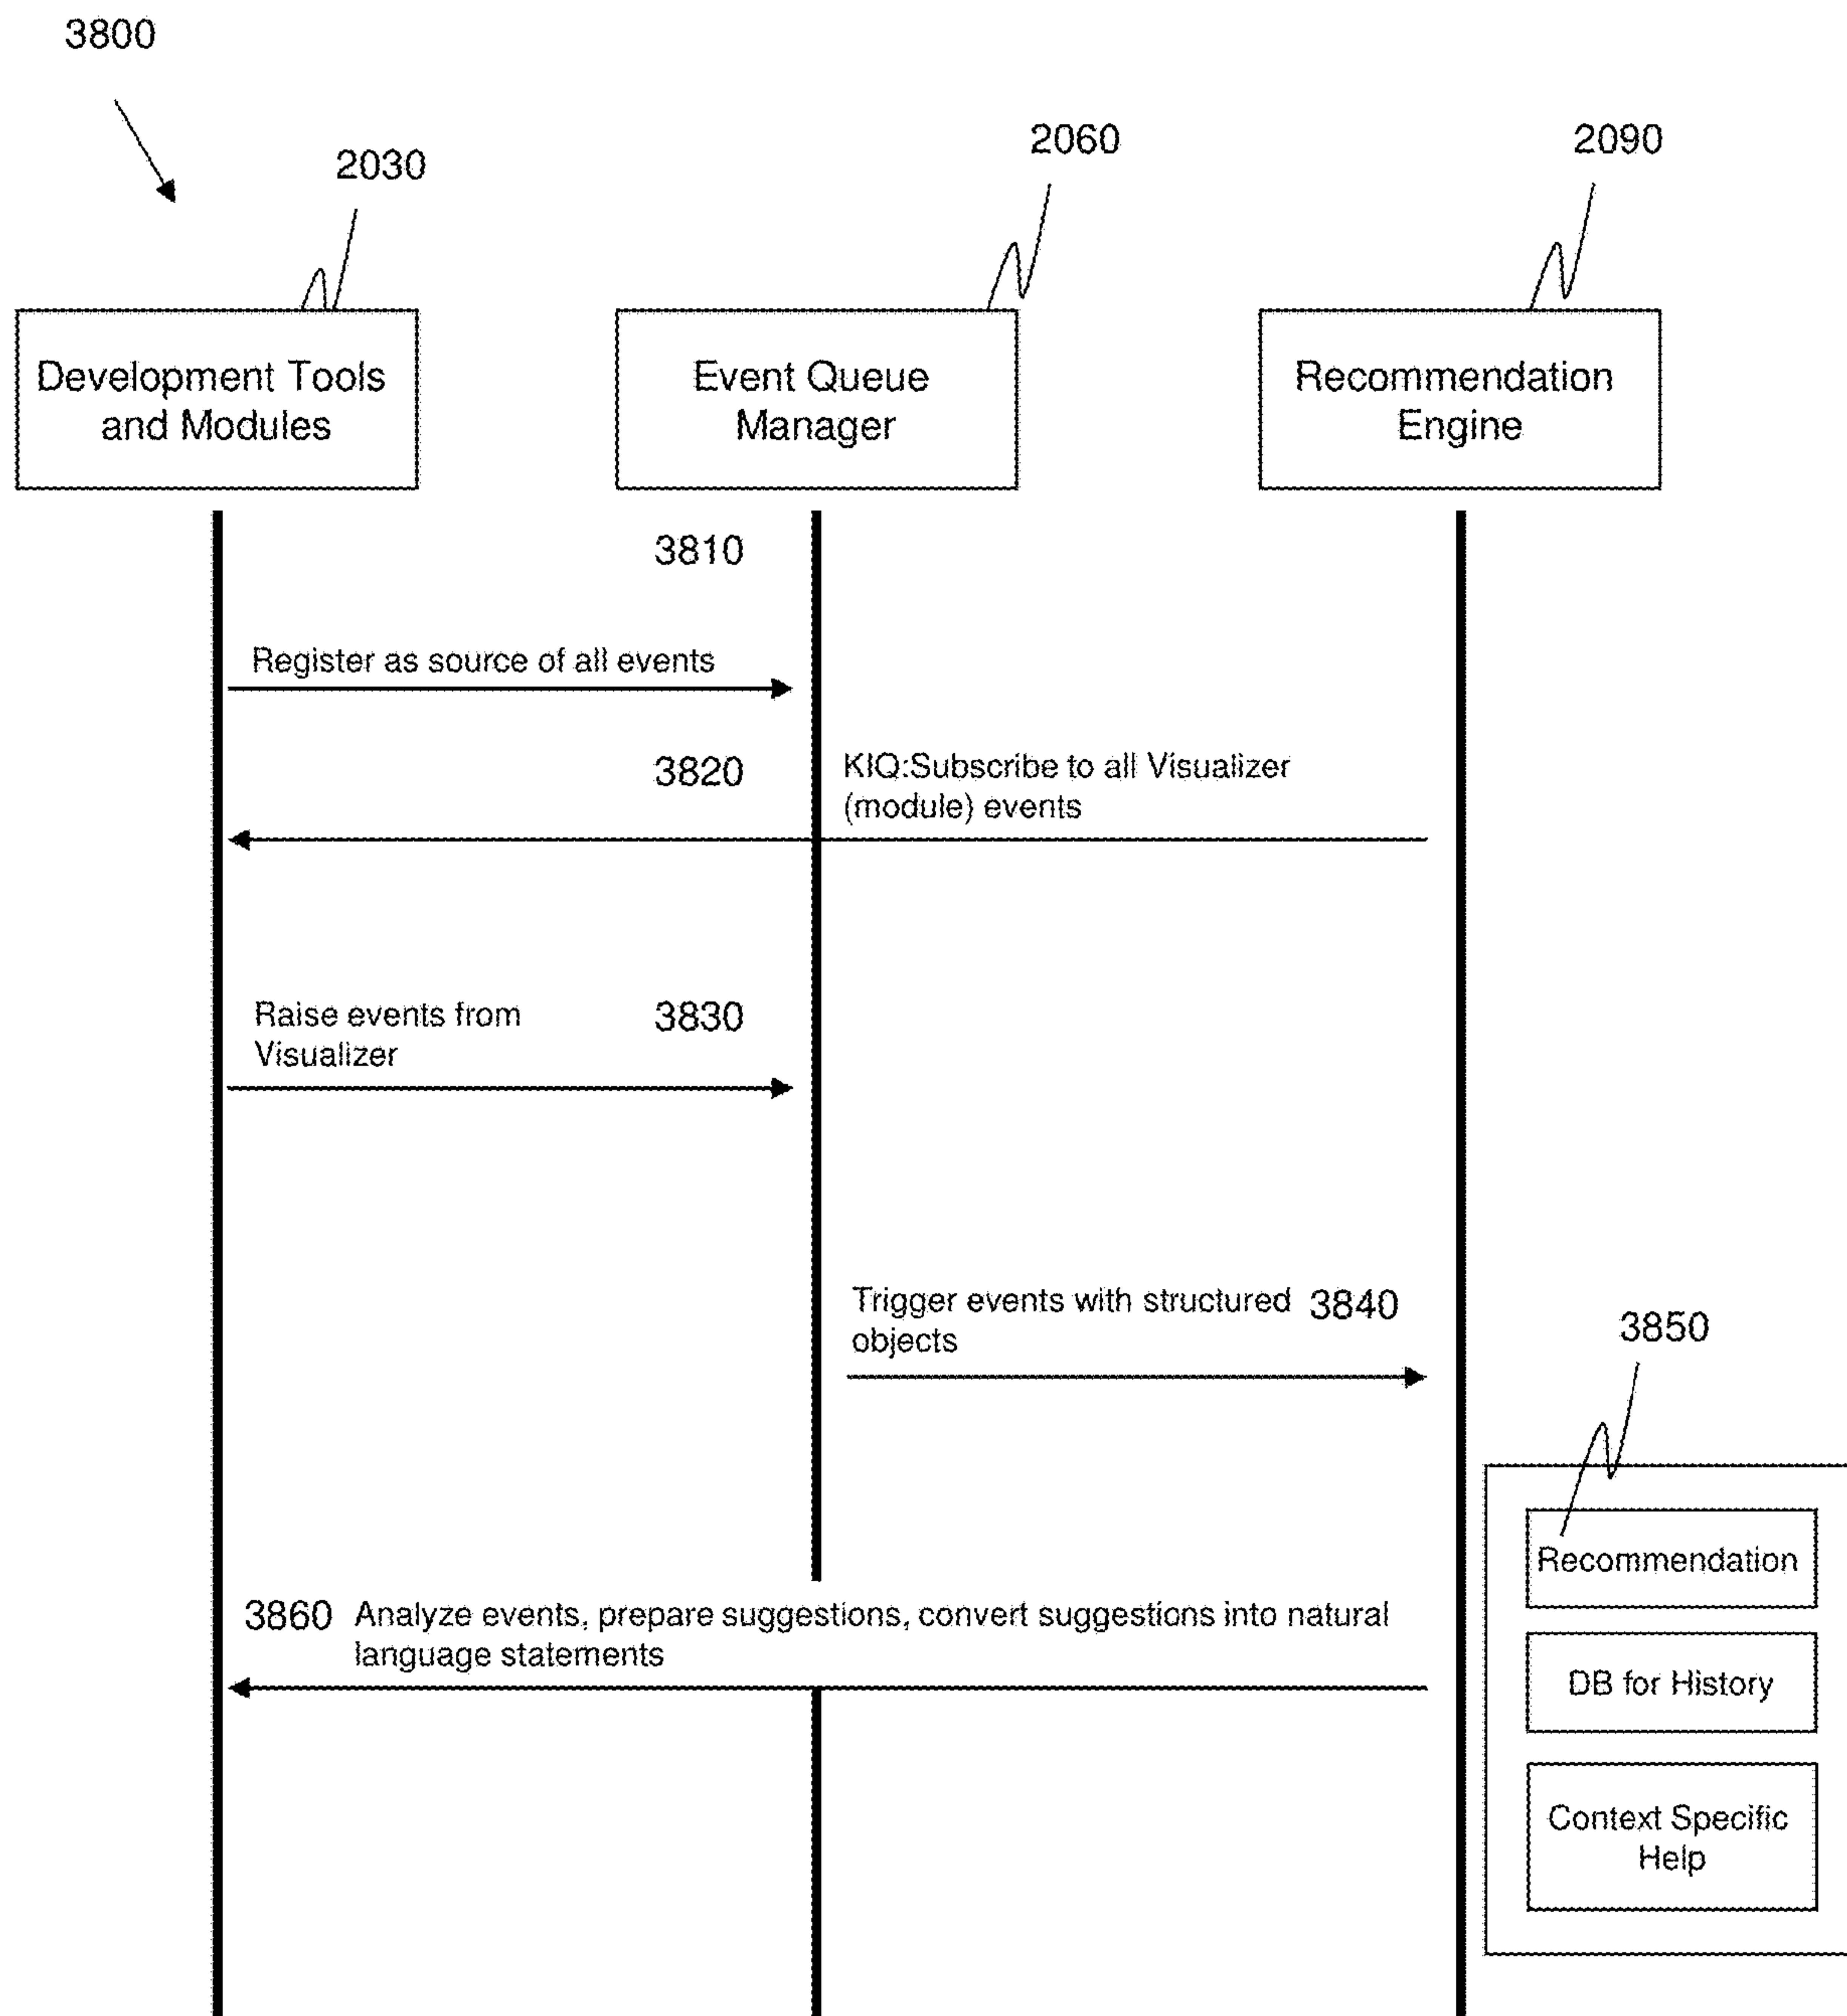 3800
2030
2060
2090
Development Tools
and Modules
Event Queue
Manager
Recommendation
Engine
3810
Register as source of all events
3820
KIQ:Subscribe to all Visualizer
(module) events
Raise events from
Visualizer
3830
Trigger events with structured
objects
3840
3850
Recommendation
DB for History
Context Specific
Help
3860
Analyze events, prepare suggestions, convert suggestions into natural
language statements